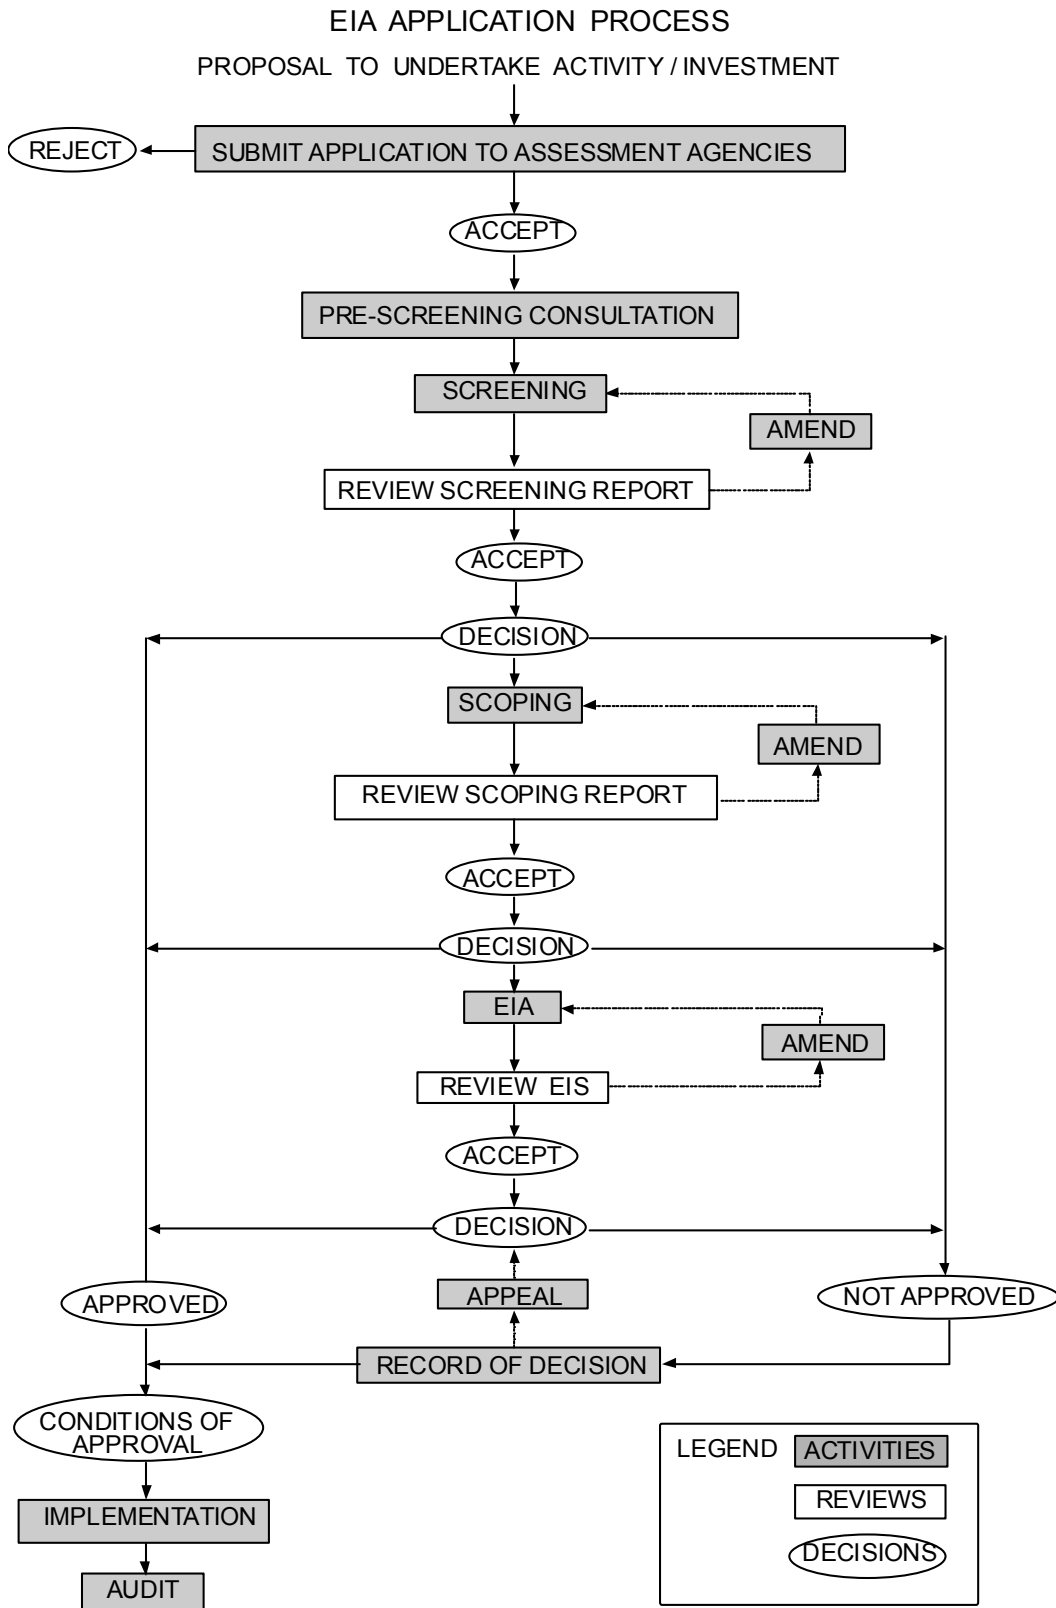 EIA APPLICATION PROCESS
PROPOSAL TO UNDERTAKE ACTIVITY / INVESTMENT
REJECT
SUBMIT APPLICATION TO ASSESSMENT AGENCIES
ACCEPT
PRE-SCREENING CONSULTATION
SCREENING
AMEND
REVIEW SCREENING REPORT
ACCEPT
DECISION
SCOPING
AMEND
REVIEW SCOPING REPORT
ACCEPT
DECISION
EIA
AMEND
REVIEW EIS
ACCEPT
DECISION
APPROVED
APPEAL
NOT APPROVED
RECORD OF DECISION
CONDITIONS OF
APPROVAL
IMPLEMENTATION
AUDIT
LEGEND
ACTIVITIES
REVIEWS
DECISIONS